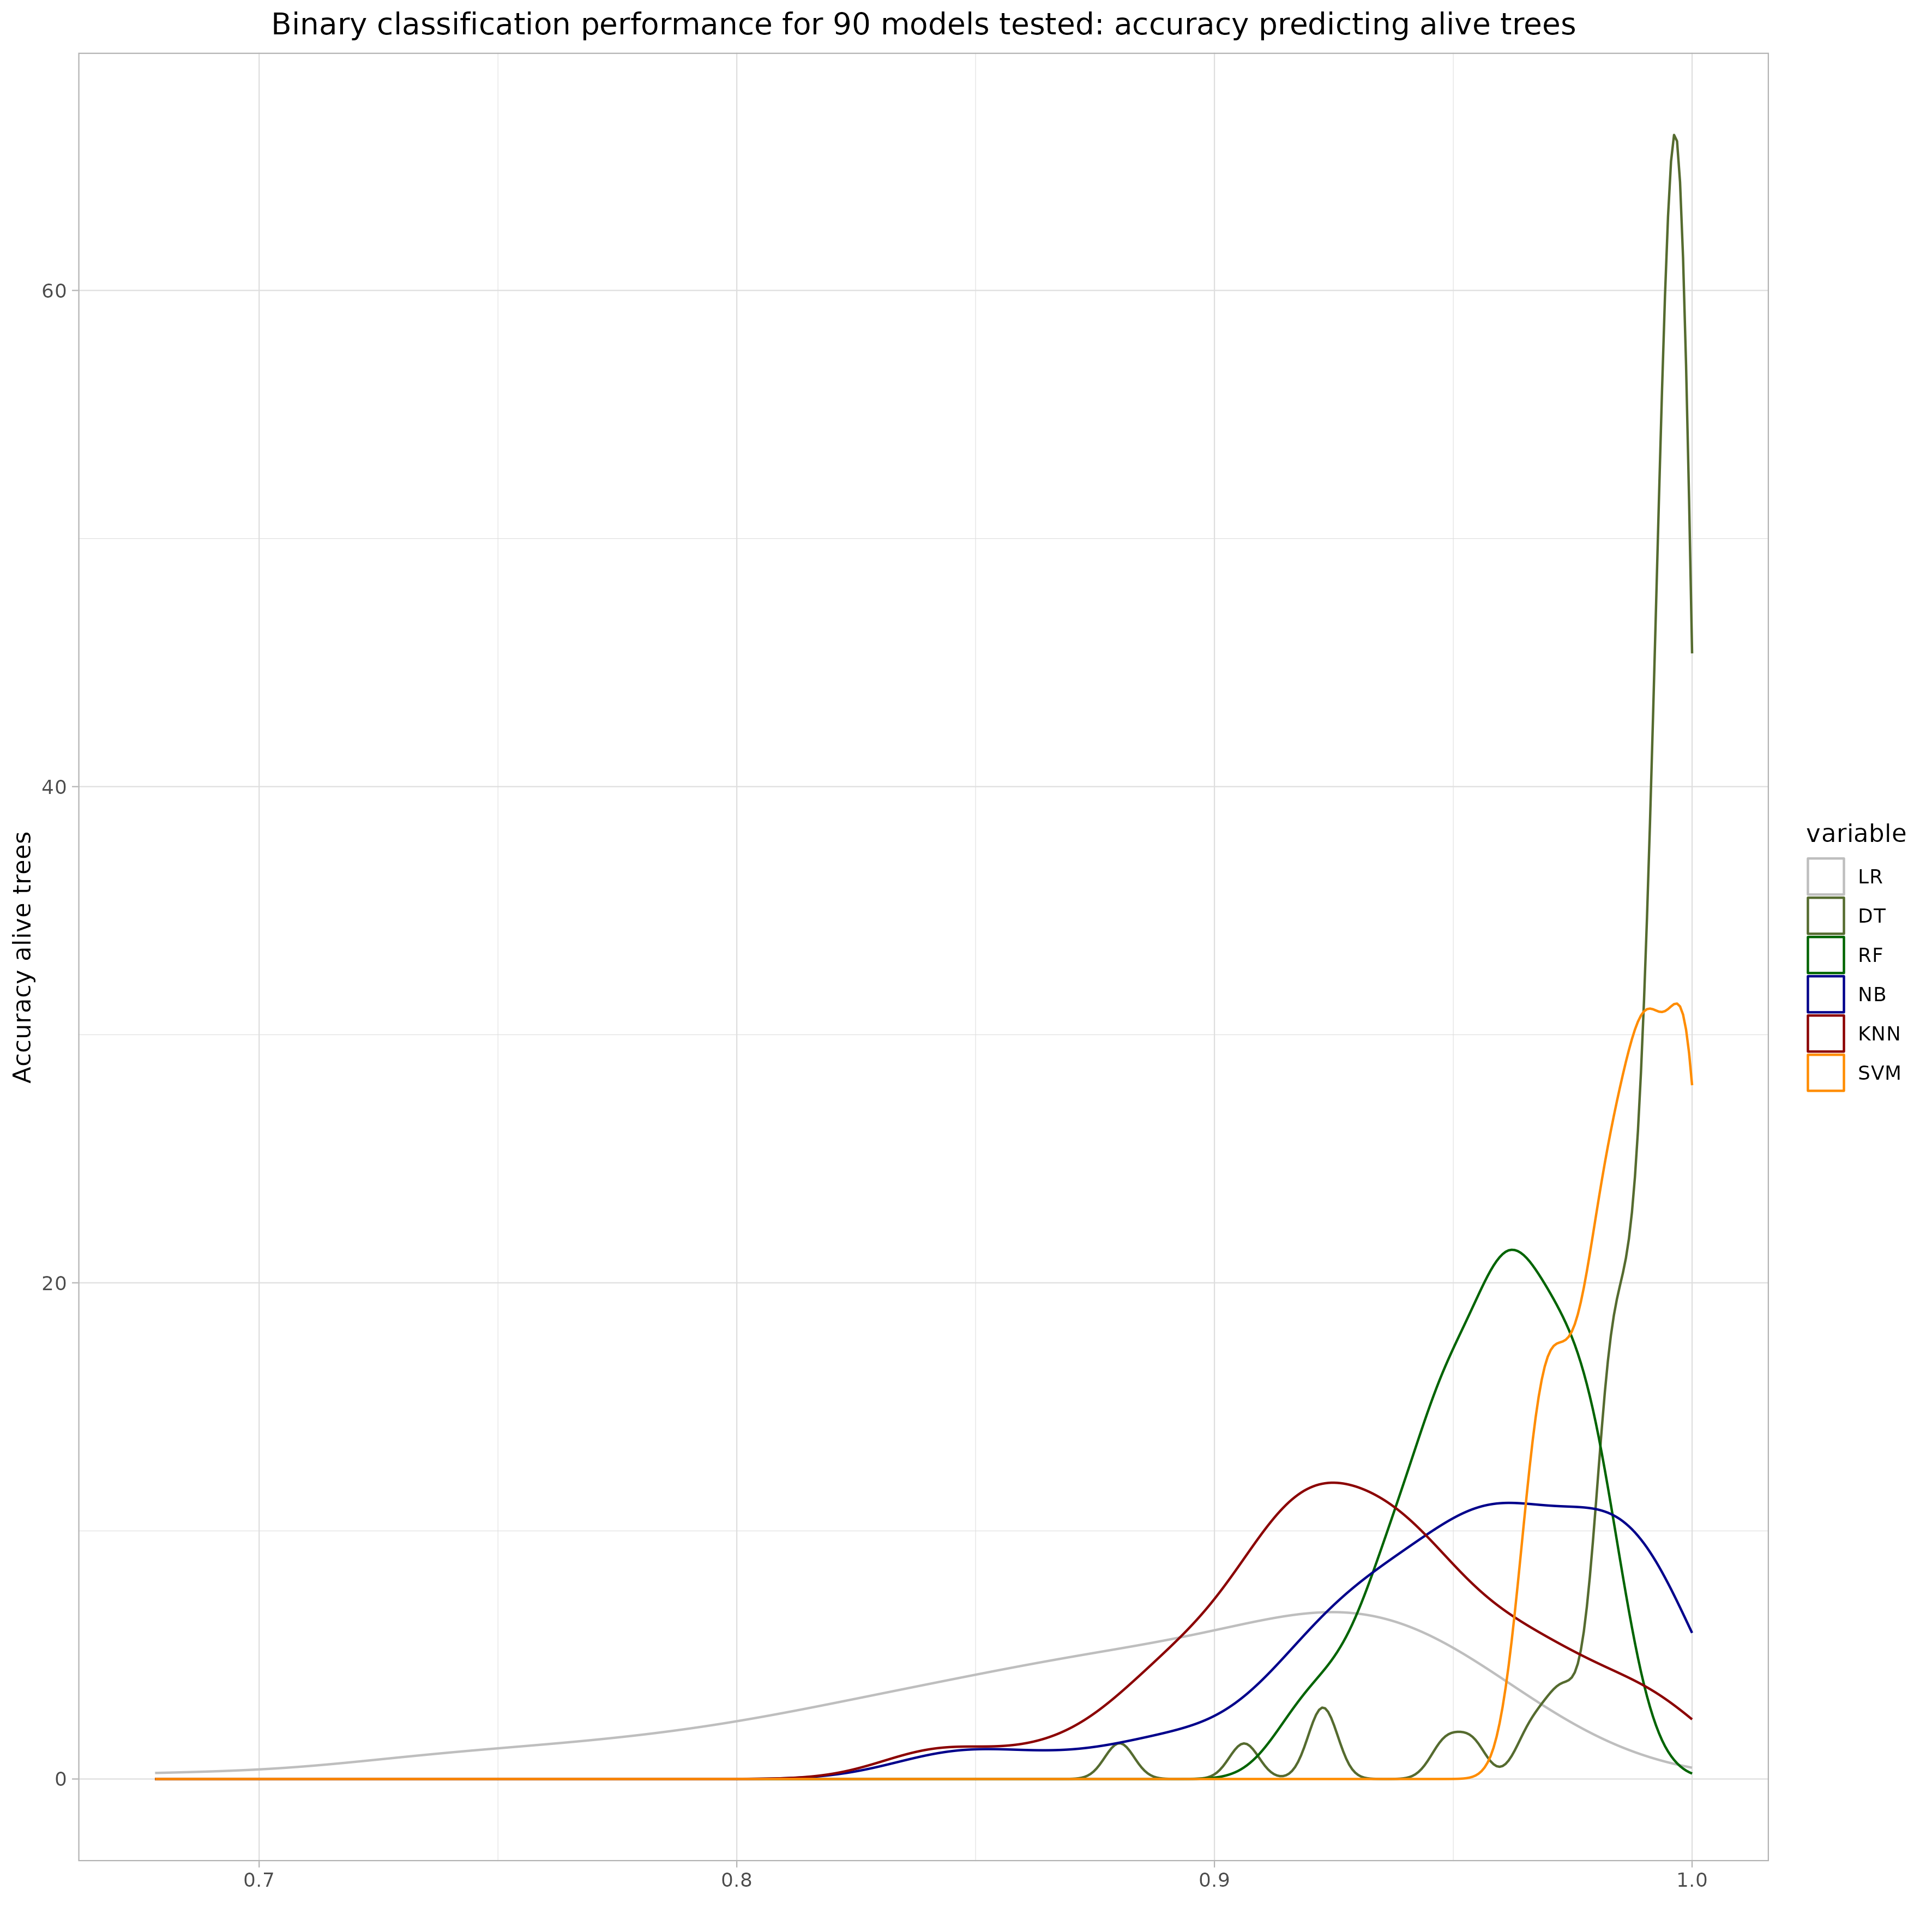 Binary classification performance for 90 models tested: accuracy predicting alive trees
Accuracy alive trees
60
40
20
0
0.7
0.8
0.9
1.0
variable
LR
DT
RF
NB
KNN
SVM